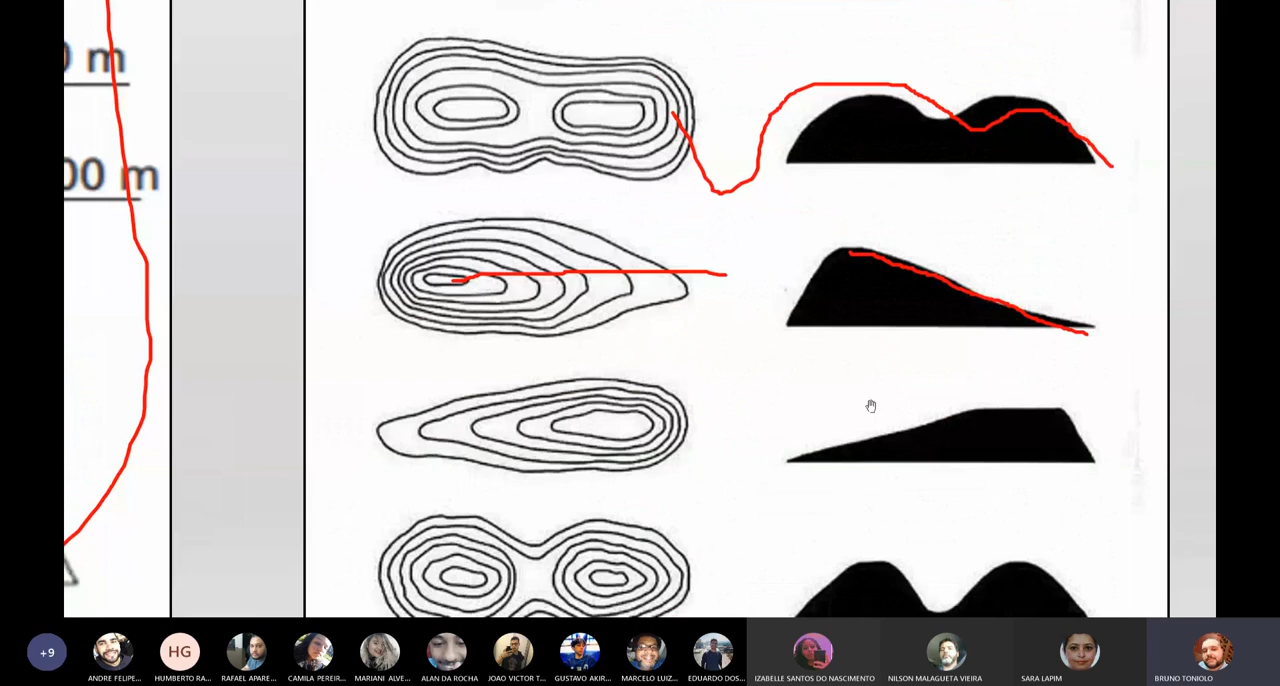 0 m
00 m
+9
HG
ANDRE FELIPE...
HUMBERTO RA...
RAFAEL APARE...
CAMILA PEREIR...
MARIANI ALVE...
ALAN DA ROCHA
JOAO VICTOR T...
GUSTAVO AKIR...
MARCELO LUIZ...
EDUARDO DOS...
IZABELLE SANTOS DO NASCIMENTO
NILSON MALAGUETA VIEIRA
SARA LAPIM
BRUNO TONIOLO